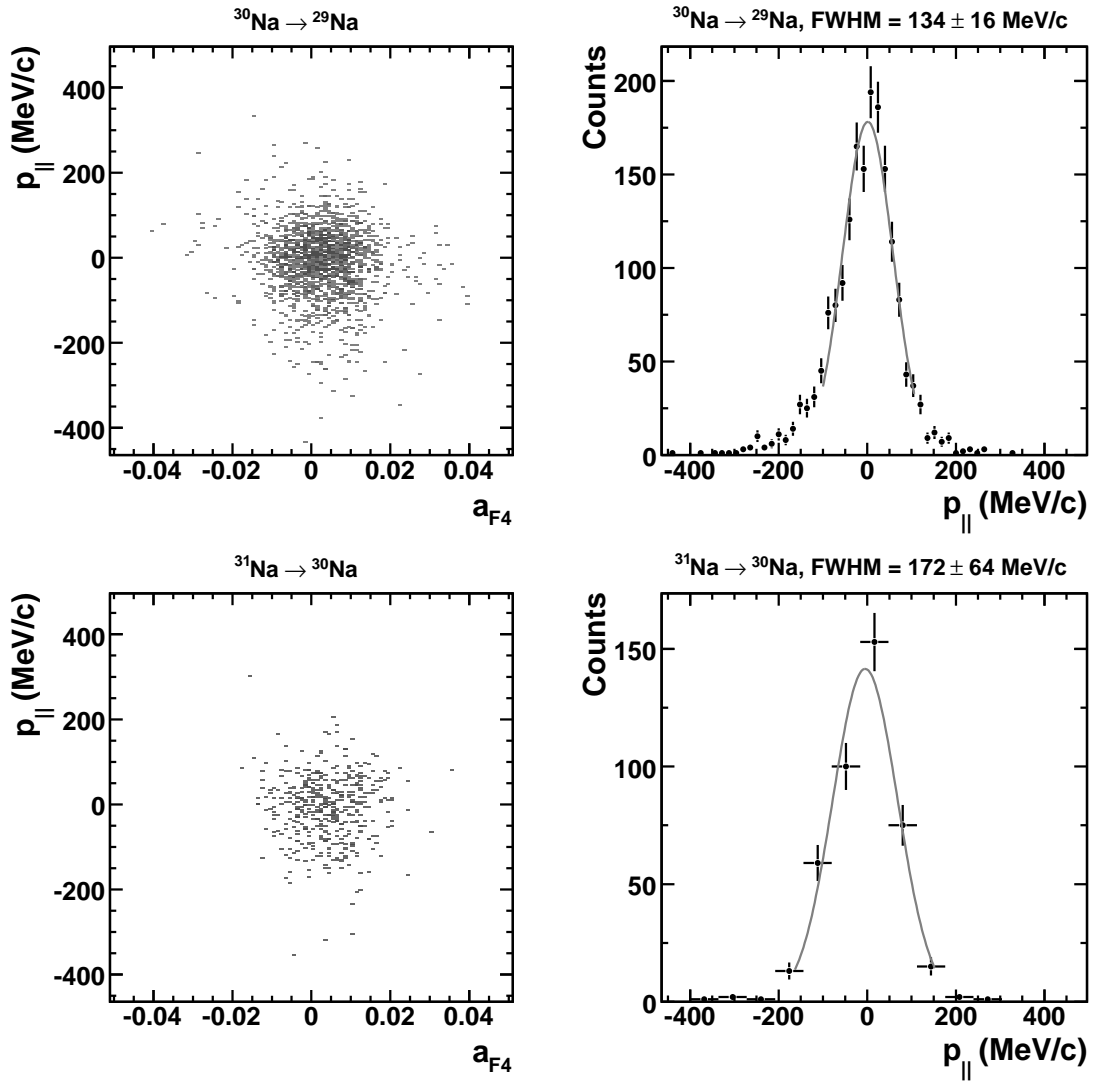 ³⁰Na → ²⁹Na
p|| (MeV/c)
400
200
0
-200
-400
-0.04 -0.02 0 0.02 0.04
a_F4
³⁰Na → ²⁹Na, FWHM = 134 ± 16 MeV/c
Counts
200
150
100
50
0
-400 -200 0 200 400
p|| (MeV/c)
³¹Na → ³⁰Na
p|| (MeV/c)
400
200
0
-200
-400
-0.04 -0.02 0 0.02 0.04
a_F4
³¹Na → ³⁰Na, FWHM = 172 ± 64 MeV/c
Counts
150
100
50
0
-400 -200 0 200 400
p|| (MeV/c)